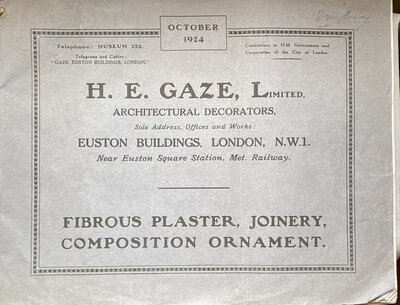 OCTOBER
1924
Telephone: MUSEUM 222.
Telegrams and Cables:
"GAZE, EUSTON BUILDINGS, LONDON."
Contractors to H.M. Government and
Corporation of the City of London.
H. E. GAZE, LIMITED,
ARCHITECTURAL DECORATORS,
Sole Address, Offices and Works:
EUSTON BUILDINGS, LONDON, N.W.1.
Near Euston Square Station, Met. Railway.
FIBROUS PLASTER, JOINERY,
COMPOSITION ORNAMENT.